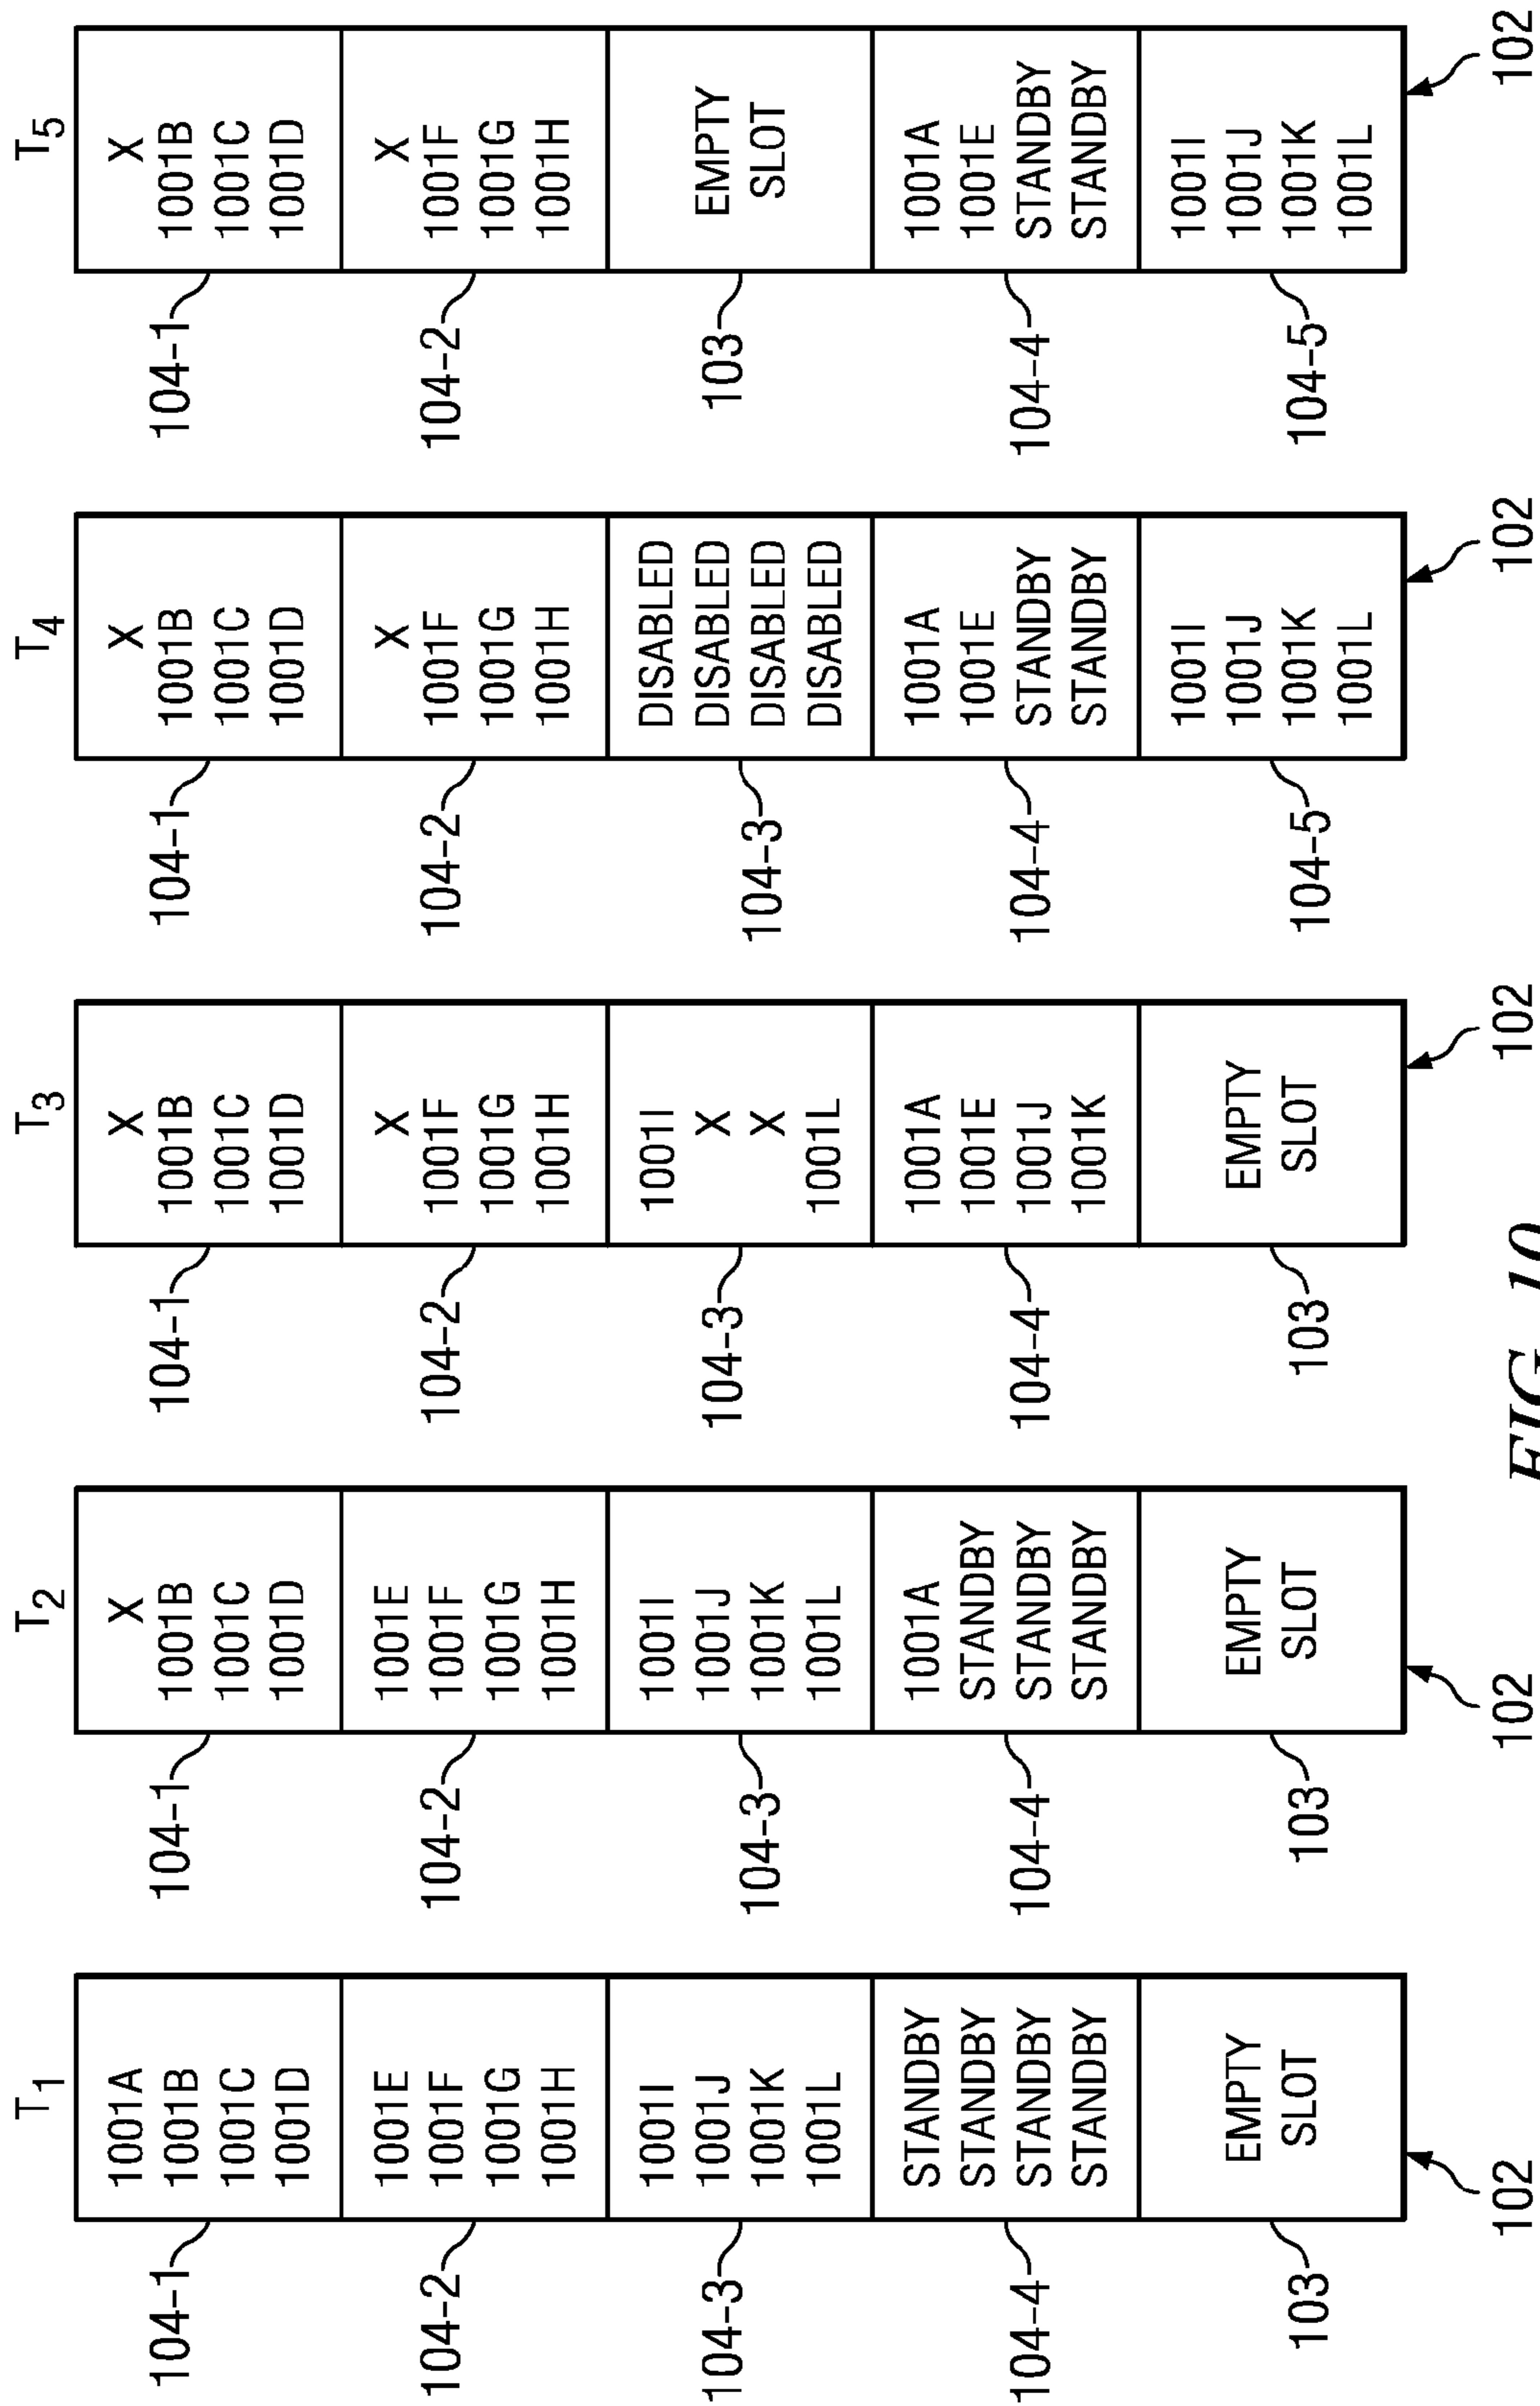 T1
104-1
1001A
1001B
1001C
1001D
104-2
1001E
1001F
1001G
1001H
104-3
1001I
1001J
1001K
1001L
104-4
STANDBY
STANDBY
STANDBY
STANDBY
103
EMPTY
SLOT
102
T2
104-1
X
1001B
1001C
1001D
104-2
1001E
1001F
1001G
1001H
104-3
1001I
1001J
1001K
1001L
104-4
1001A
STANDBY
STANDBY
STANDBY
103
EMPTY
SLOT
102
T3
104-1
X
1001B
1001C
1001D
104-2
X
1001F
1001G
1001H
104-3
1001I
X
X
1001L
104-4
1001A
1001E
1001J
1001K
103
EMPTY
SLOT
102
T4
104-1
X
1001B
1001C
1001D
104-2
X
1001F
1001G
1001H
104-3
DISABLED
DISABLED
DISABLED
DISABLED
104-4
1001A
1001E
STANDBY
STANDBY
104-5
1001I
1001J
1001K
1001L
102
T5
104-1
X
1001B
1001C
1001D
104-2
X
1001F
1001G
1001H
103
EMPTY
SLOT
104-4
1001A
1001E
STANDBY
STANDBY
104-5
1001I
1001J
1001K
1001L
102
FIG. 10